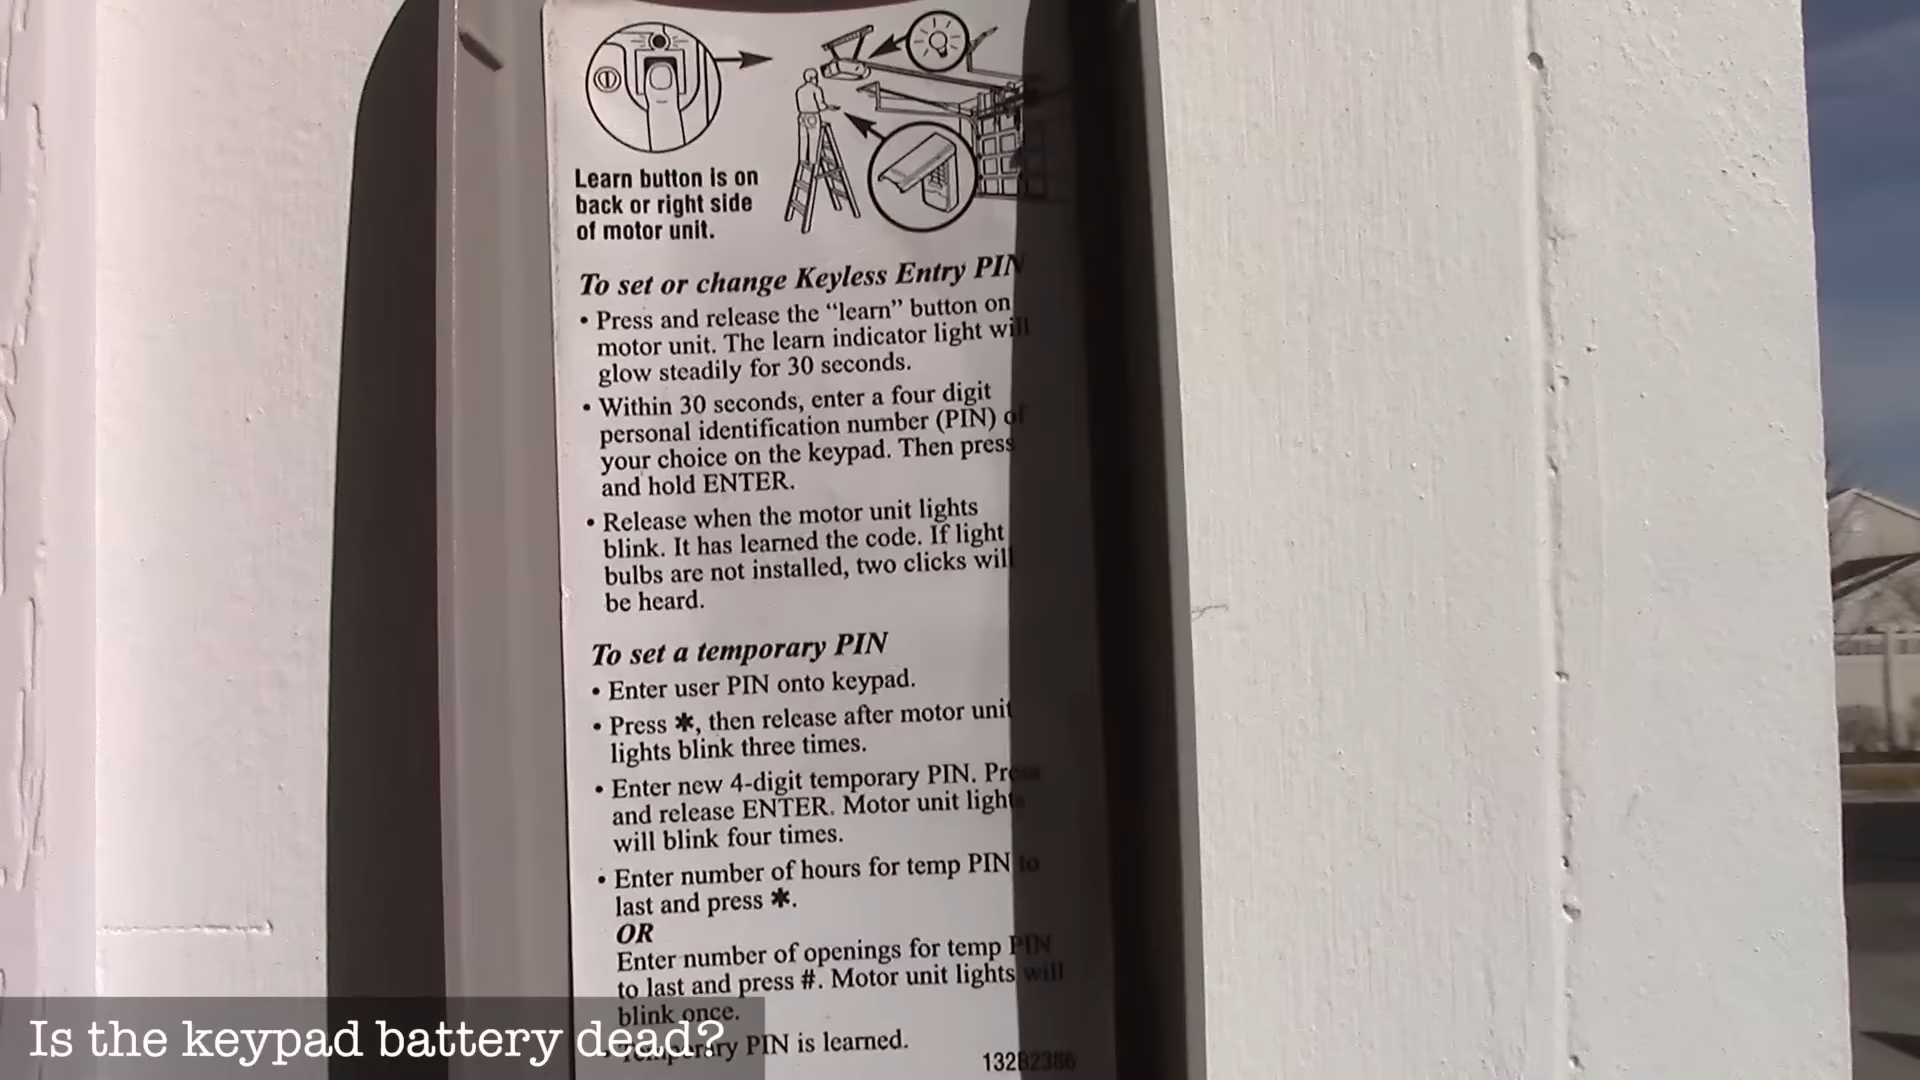 Learn button is on
back or right side
of motor unit.
To set or change Keyless Entry PIN
• Press and release the “learn” button on
motor unit. The learn indicator light will
glow steadily for 30 seconds.
• Within 30 seconds, enter a four digit
personal identification number (PIN) of
your choice on the keypad. Then press
and hold ENTER.
• Release when the motor unit lights
blink. It has learned the code. If light
bulbs are not installed, two clicks will
be heard.
To set a temporary PIN
• Enter user PIN onto keypad.
• Press ✱, then release after motor unit
lights blink three times.
• Enter new 4-digit temporary PIN. Press
and release ENTER. Motor unit lights
will blink four times.
• Enter number of hours for temp PIN to
last and press ✱.
OR
Enter number of openings for temp PIN
to last and press #. Motor unit lights will
blink once.
• Temporary PIN is learned.
132B2386
Is the keypad battery dead?